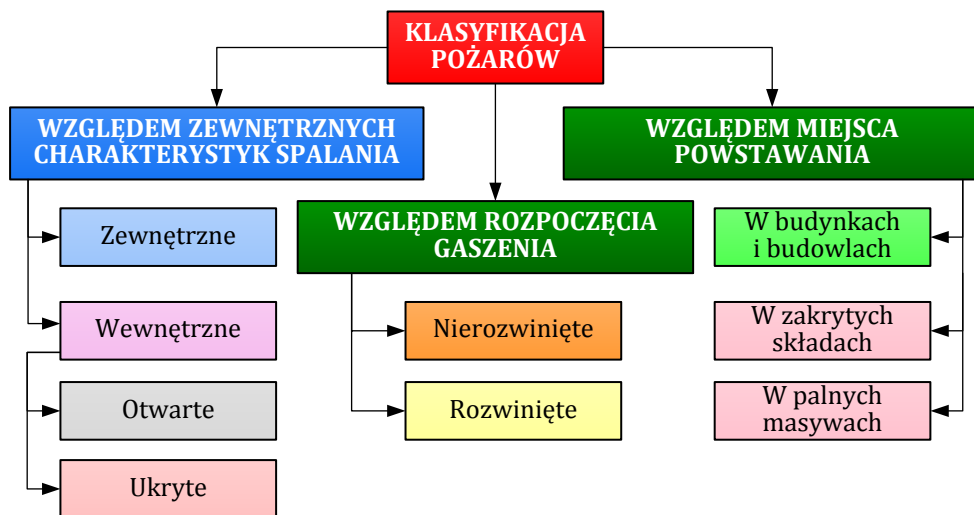 KLASYFIKACJA
POŻARÓW
WZGLĘDEM ZEWNĘTRZNYCH
CHARAKTERYSTYK SPALANIA
Zewnętrzne
Wewnętrzne
Otwarte
Ukryte
WZGLĘDEM ROZPOCZĘCIA
GASZENIA
Nierozwinięte
Rozwinięte
WZGLĘDEM MIEJSCA
POWSTAWANIA
W budynkach
i budowlach
W zakrytych
składach
W palnych
masywach